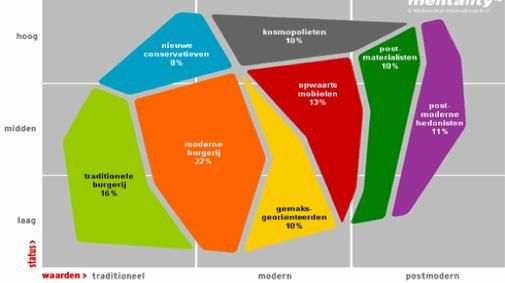 mentality™
© Motivaction International B.V.
hoog
midden
laag
status>
nieuwe
conservatieven
8%
kosmopolieten
10%
post-
materialisten
10%
opwaarts
mobielen
13%
post-
moderne
hedonisten
11%
moderne
burgerij
22%
traditionele
burgerij
16%
gemaks-
georiënteerden
10%
waarden > traditioneel
modern
postmodern